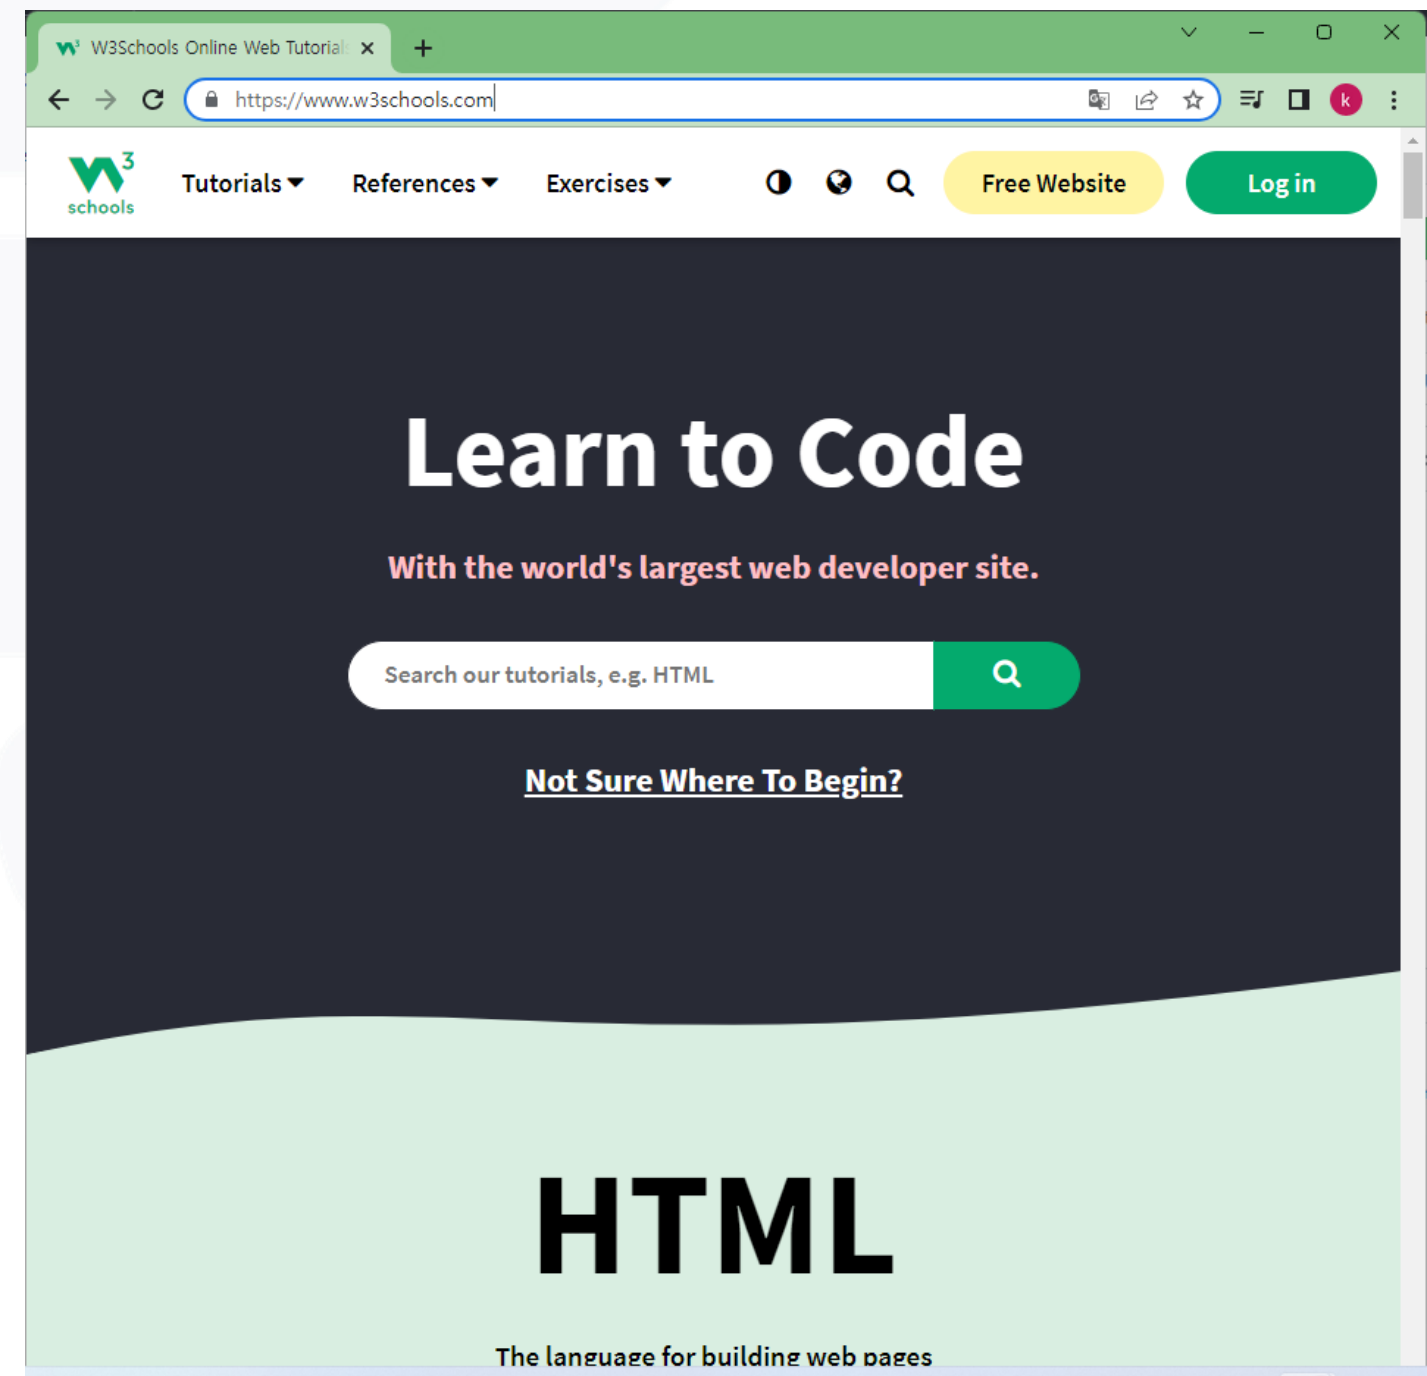 W3Schools Online Web Tutorials
https://www.w3schools.com
k
W3
schools
Tutorials
References
Exercises
Free Website
Log in
Learn to Code
With the world's largest web developer site.
Search our tutorials, e.g. HTML
Not Sure Where To Begin?
HTML
The language for building web pages